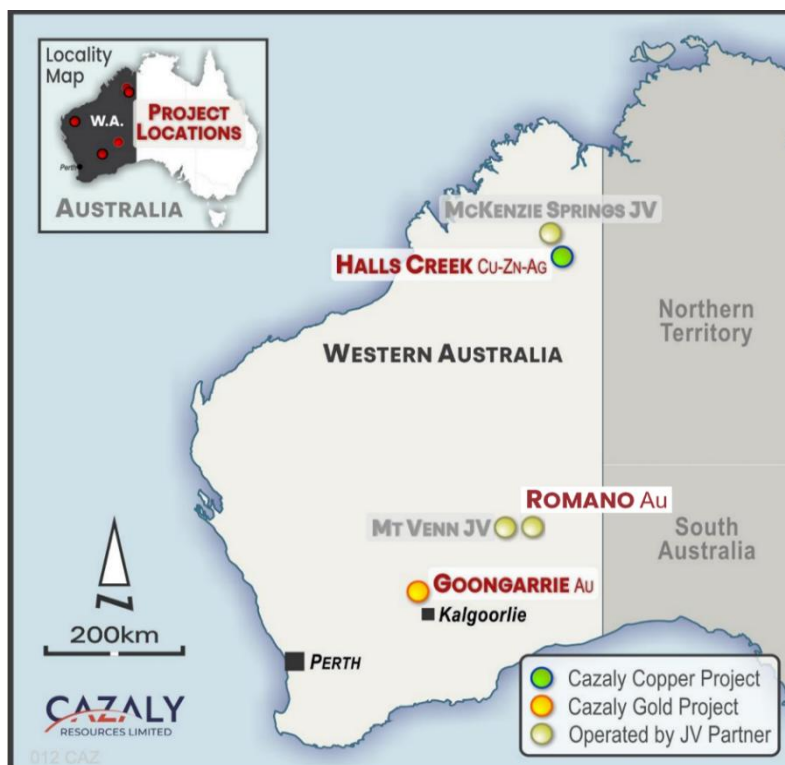 Locality
Map
W.A.
PROJECT
LOCATIONS
Perth
AUSTRALIA
MCKENZIE SPRINGS JV
HALLS CREEK CU-ZN-AG
WESTERN AUSTRALIA
Northern
Territory
ROMANO Au
MT VENN JV
South
Australia
GOONGARRIE AU
Kalgoorlie
N
200km
PERTH
Cazaly Copper Project
Cazaly Gold Project
Operated by JV Partner
CAZALY
RESOURCES LIMITED
012 CAZ